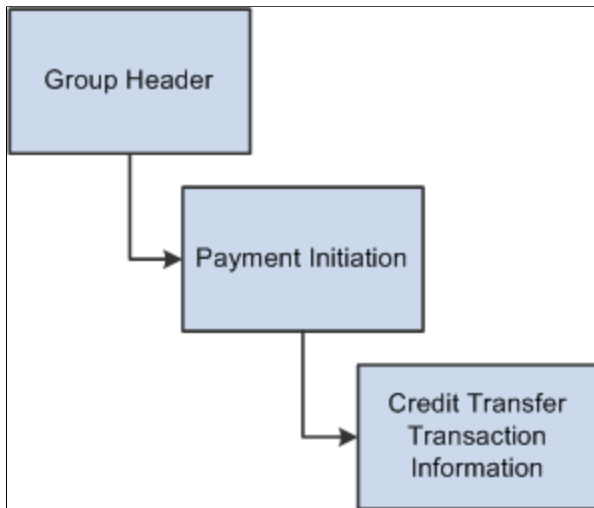 Group Header
Payment Initiation
Credit Transfer
Transaction
Information